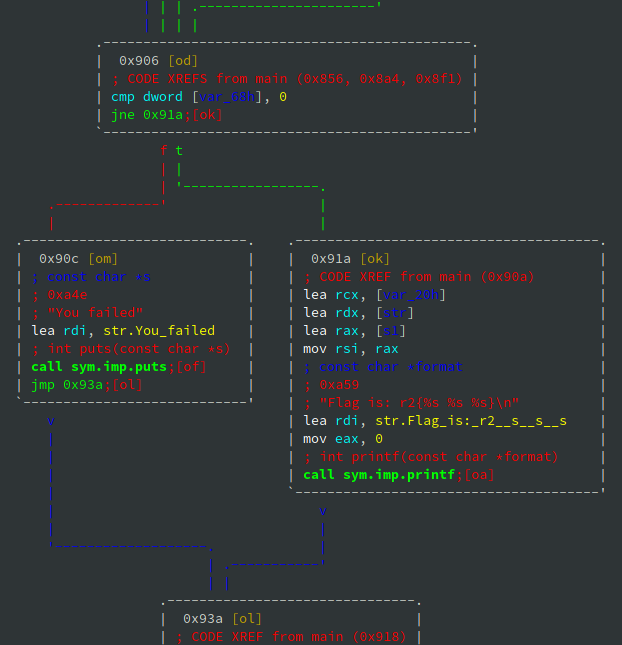 0x906 [od]
; CODE XREFS from main (0x856, 0x8a4, 0x8f1)
cmp dword [var_68h], 0
jne 0x91a;[ok]
f t
0x90c [om]
; const char *s
; 0xa4e
; "You failed"
lea rdi, str.You_failed
; int puts(const char *s)
call sym.imp.puts;[of]
jmp 0x93a;[ol]
v
0x91a [ok]
; CODE XREF from main (0x90a)
lea rcx, [var_20h]
lea rdx, [str]
lea rax, [s1]
mov rsi, rax
; const char *format
; 0xa59
; "Flag is: r2{%s %s %s}\n"
lea rdi, str.Flag_is:_r2__s__s__s
mov eax, 0
; int printf(const char *format)
call sym.imp.printf;[oa]
v
0x93a [ol]
; CODE XREF from main (0x918)